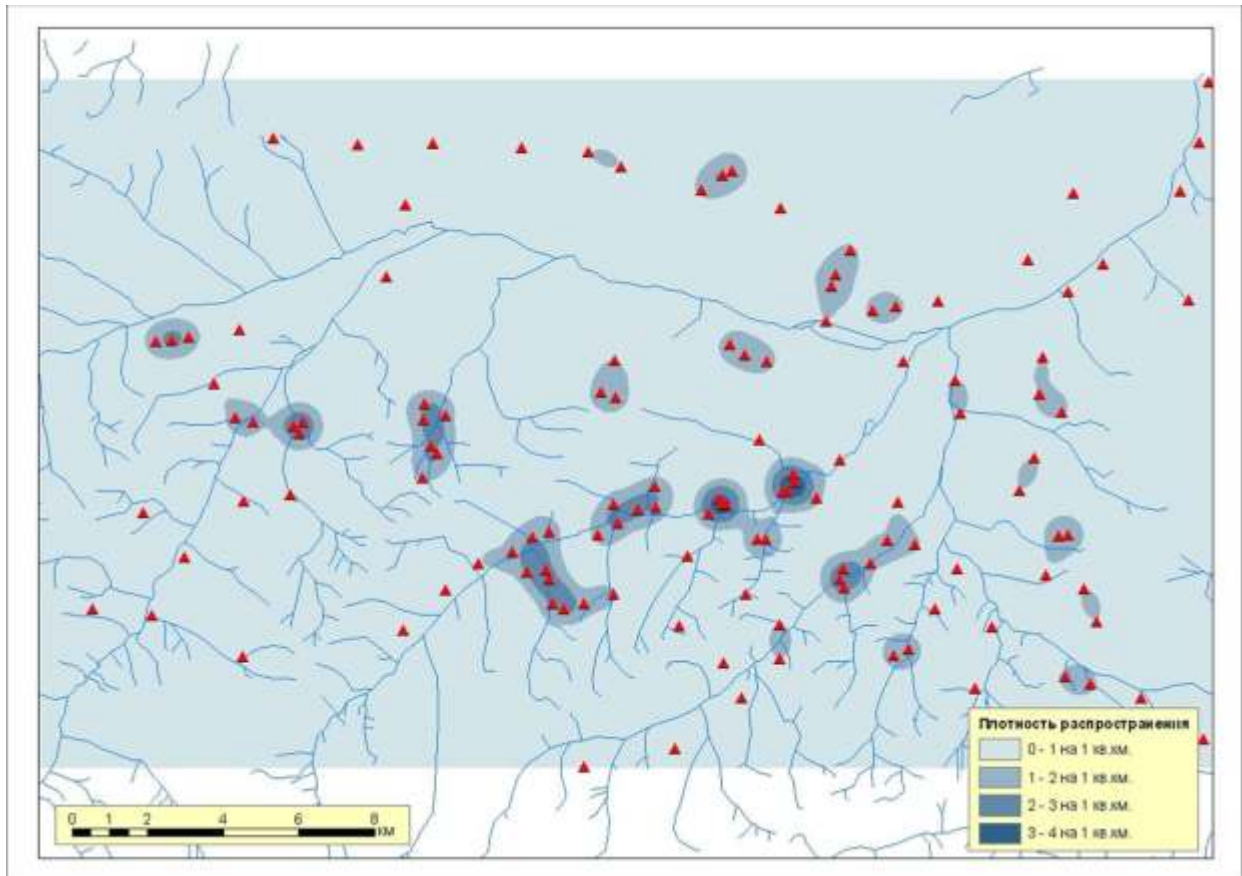 Плотность распространения
0 - 1 на 1 кв.км.
1 - 2 на 1 кв.км.
2 - 3 на 1 кв.км.
3 - 4 на 1 кв.км.
0 1 2 4 6 8
км